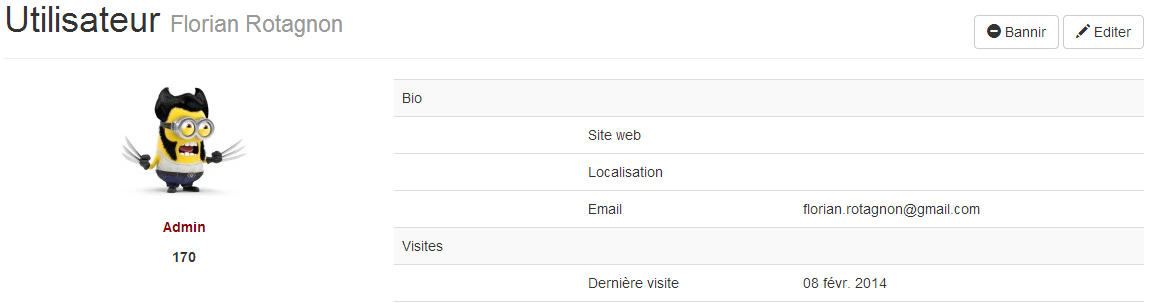 Utilisateur Florian Rotagnon
Bannir
Editer
Admin
170
Bio
Site web
Localisation
Email florian.rotagnon@gmail.com
Visites
Dernière visite 08 févr. 2014